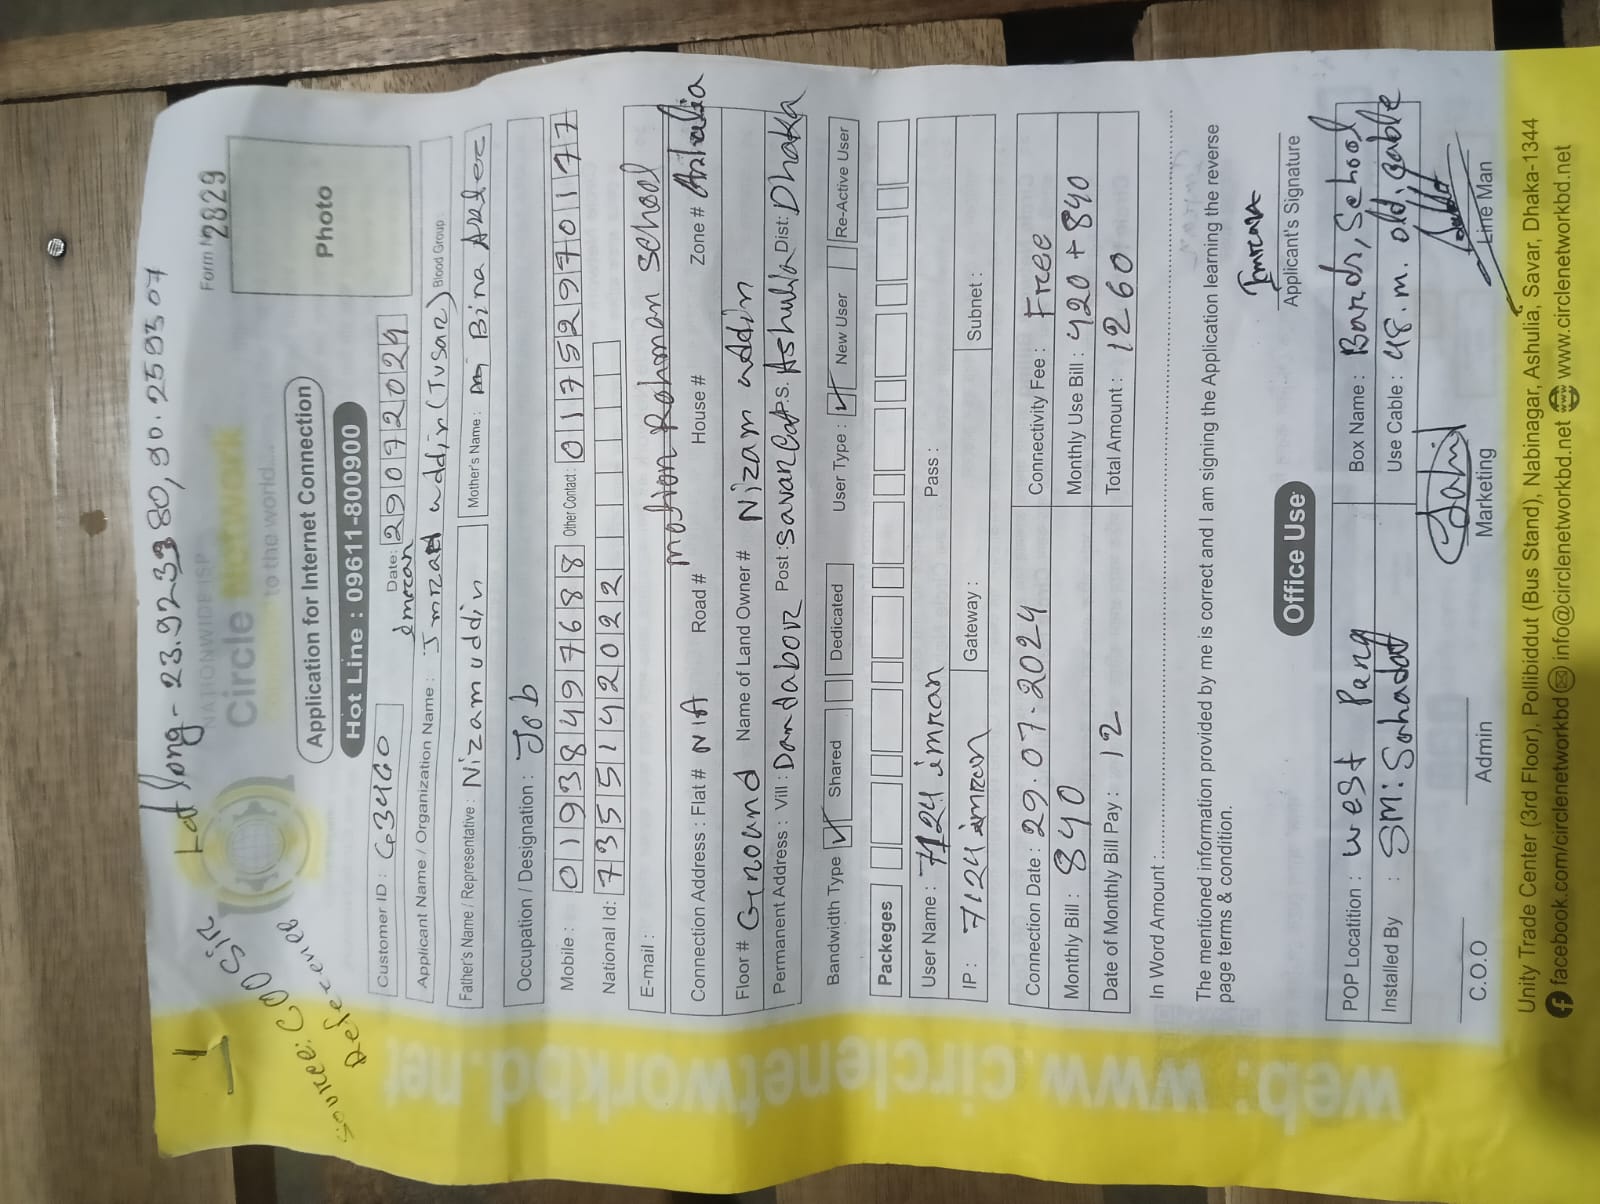 Lat long - 23.92339 80, 90.259307
Source: COO SIR
Reference
NATIONWIDE ISP
Circle Network
to the world...
Form № 2829
Photo
Application for Internet Connection
Hot Line : 09611-800900
Customer ID : G3460 Date: 29072024
Imran
Applicant Name / Organization Name : Imran uddin (Tusar) Blood Group
Father's Name / Representative : Nizamuddin Mother's Name : Bina Akter
Occupation / Designation : Job
Mobile : 01938497688 Other Contact: 01752970177
National Id: 7355142022
E-mail :
motion Rohman School
Connection Address : Flat # N/A Road # House # Zone # Ashulia
Floor # Ground Name of Land Owner # Nizam uddin
Permanent Address : Vill : Dandabor Post: Savar Cant P.S. Ashulia Dist: Dhaka
Bandwidth Type Shared Dedicated User Type : New User Re-Active User
Packeges
User Name : 7124 imran Pass :
IP : 7124 imran Gateway : Subnet :
Connection Date : 29.07.2024 Connectivity Fee : Free
Monthly Bill : 840 Monthly Use Bill : 420 + 840
Date of Monthly Bill Pay : 12 Total Amount : 1260
In Word Amount :
The mentioned information provided by me is correct and I am signing the Application learning the reverse
page terms & condition.
Imran
Applicant's Signature
Office Use
POP Location : West Pang Box Name : Bandr, School
Installed By : SM: Sohadat Use Cable : 48.m. old cable
C.O.O Admin Marketing Line Man
Unity Trade Center (3rd Floor), Pollibiddut (Bus Stand), Nabinagar, Ashulia, Savar, Dhaka-1344
facebook.com/circlenetworkbd info@circlenetworkbd.net www.circlenetworkbd.net
web: www.circlenetworkbd.net